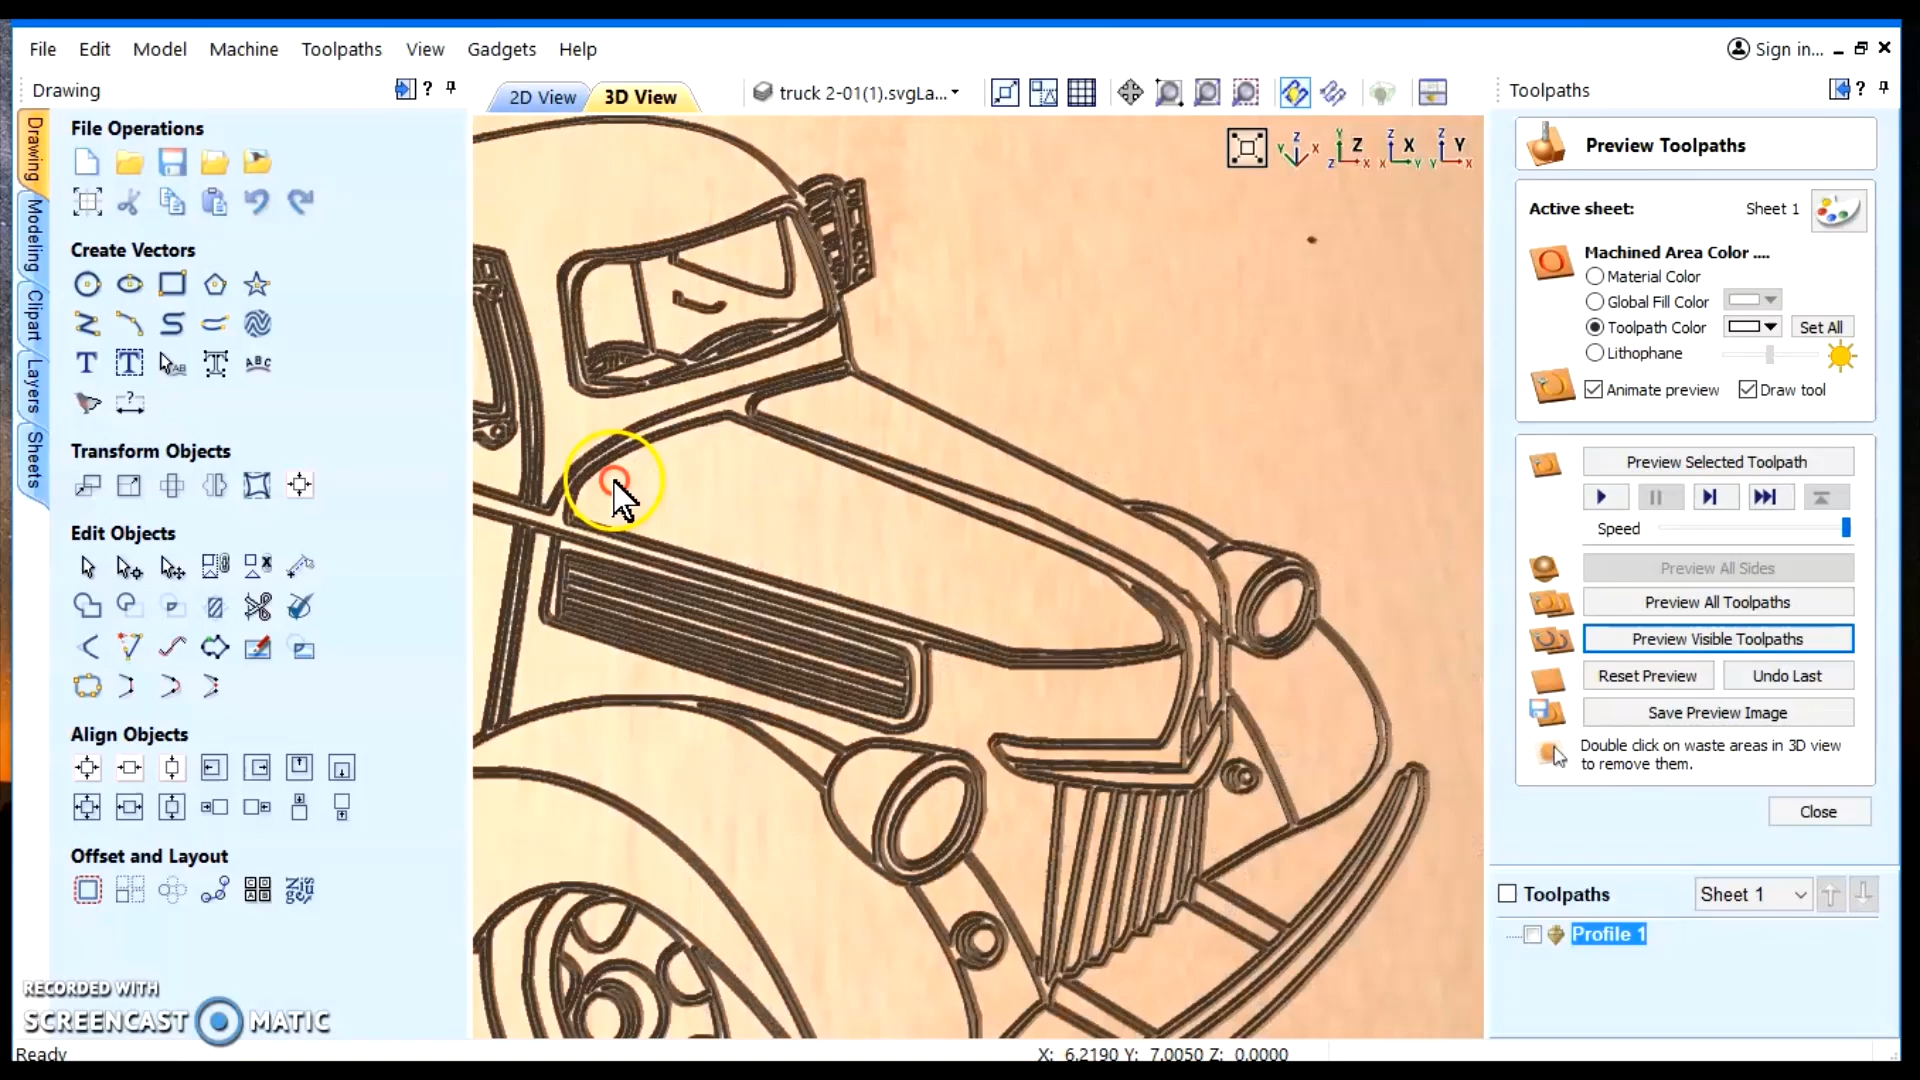 File Edit Model Machine Toolpaths View Gadgets Help Sign in...
Drawing ?
2D View 3D View truck 2-01(1).svgLa...
Toolpaths ?
Drawing
Modeling
Clipart
Layers
Sheets
File Operations
Create Vectors
Transform Objects
Edit Objects
Align Objects
Offset and Layout
RECORDED WITH
SCREENCAST MATIC
Ready
X: 6.2190 Y: 7.0050 Z: 0.0000
Preview Toolpaths
Active sheet: Sheet 1
Machined Area Color ....
Material Color
Global Fill Color
Toolpath Color Set All
Lithophane
Animate preview Draw tool
Preview Selected Toolpath
Speed
Preview All Sides
Preview All Toolpaths
Preview Visible Toolpaths
Reset Preview Undo Last
Save Preview Image
Double click on waste areas in 3D view
to remove them.
Close
Toolpaths Sheet 1
Profile 1